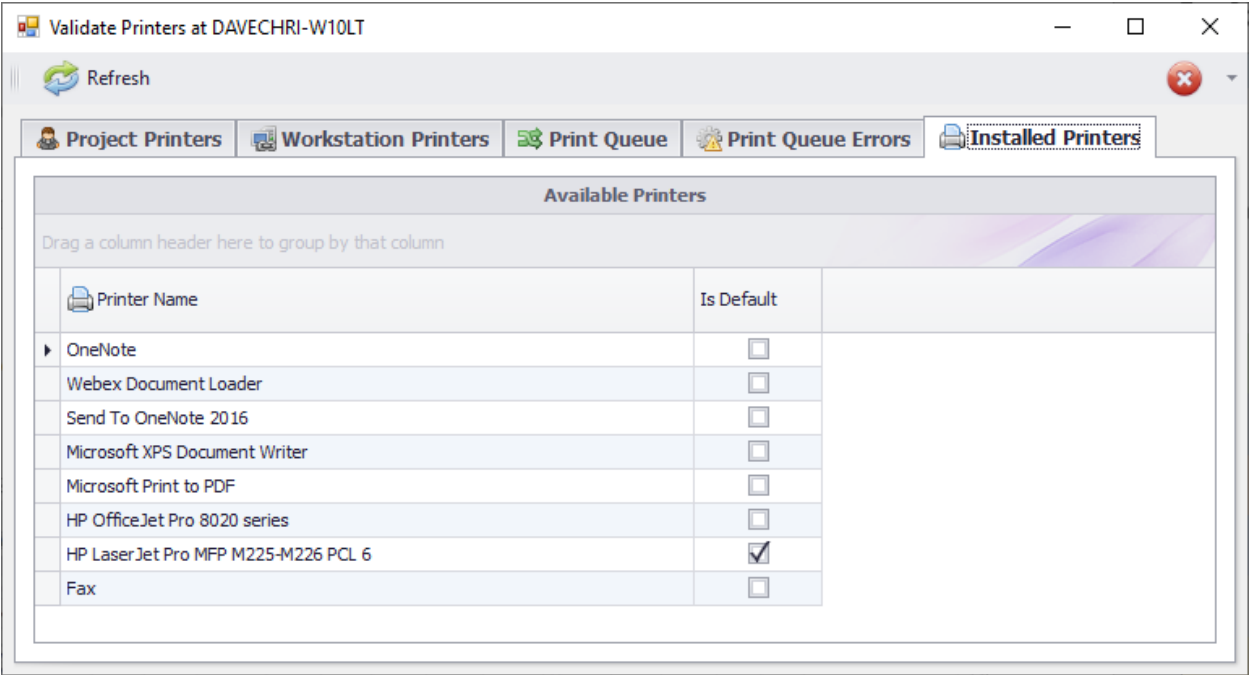 Validate Printers at DAVECHRI-W10LT
Refresh
Project Printers Workstation Printers Print Queue Print Queue Errors Installed Printers
Available Printers
Drag a column header here to group by that column
Printer Name Is Default
OneNote
Webex Document Loader
Send To OneNote 2016
Microsoft XPS Document Writer
Microsoft Print to PDF
HP OfficeJet Pro 8020 series
HP LaserJet Pro MFP M225-M226 PCL 6
Fax